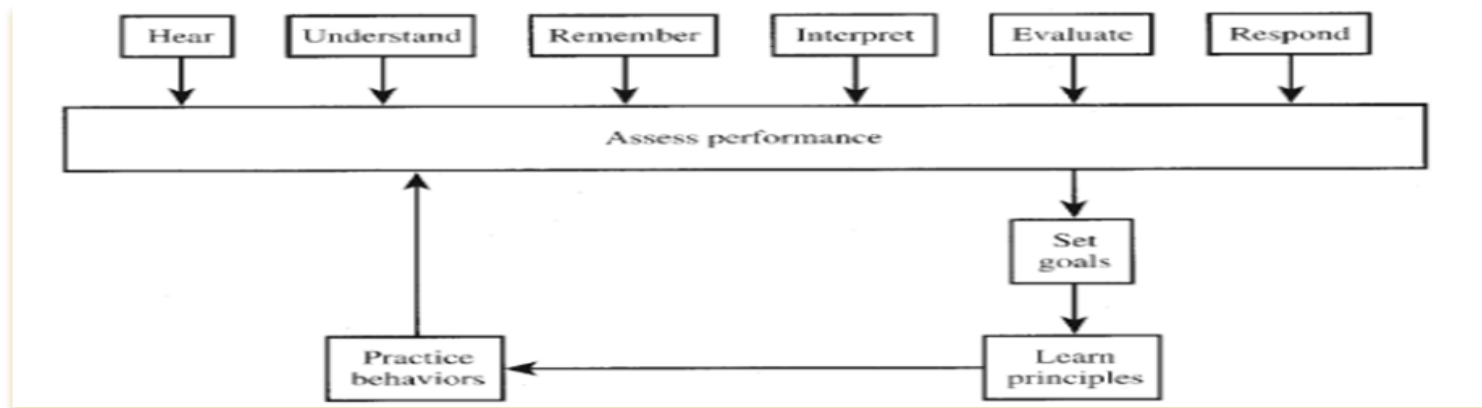 Hear
Understand
Remember
Interpret
Evaluate
Respond
Assess performance
Set
goals
Practice
behaviors
Learn
principles